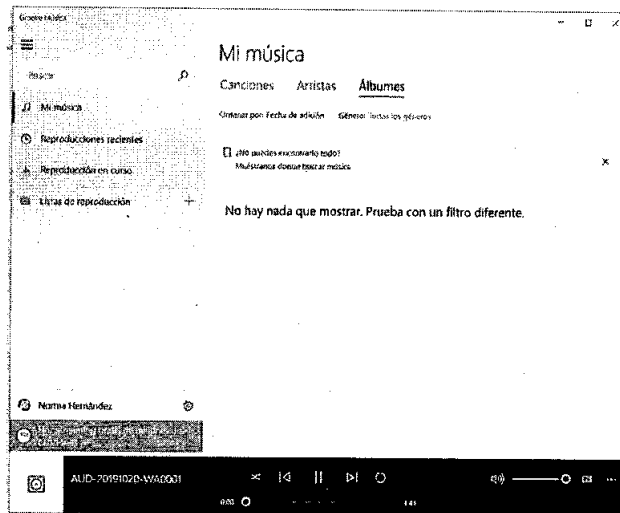 Groove Música
Buscar
Mi música
Reproducciones recientes
Reproducción en curso
Listas de reproducción
Norma Hernández
Mi música
Canciones Artistas Álbumes
Ordenar por: Fecha de adición Género: Todos los géneros
¿No puedes encontrarlo todo?
Muéstranos dónde buscar música
No hay nada que mostrar. Prueba con un filtro diferente.
AUD-20191020-WA0001
0:00